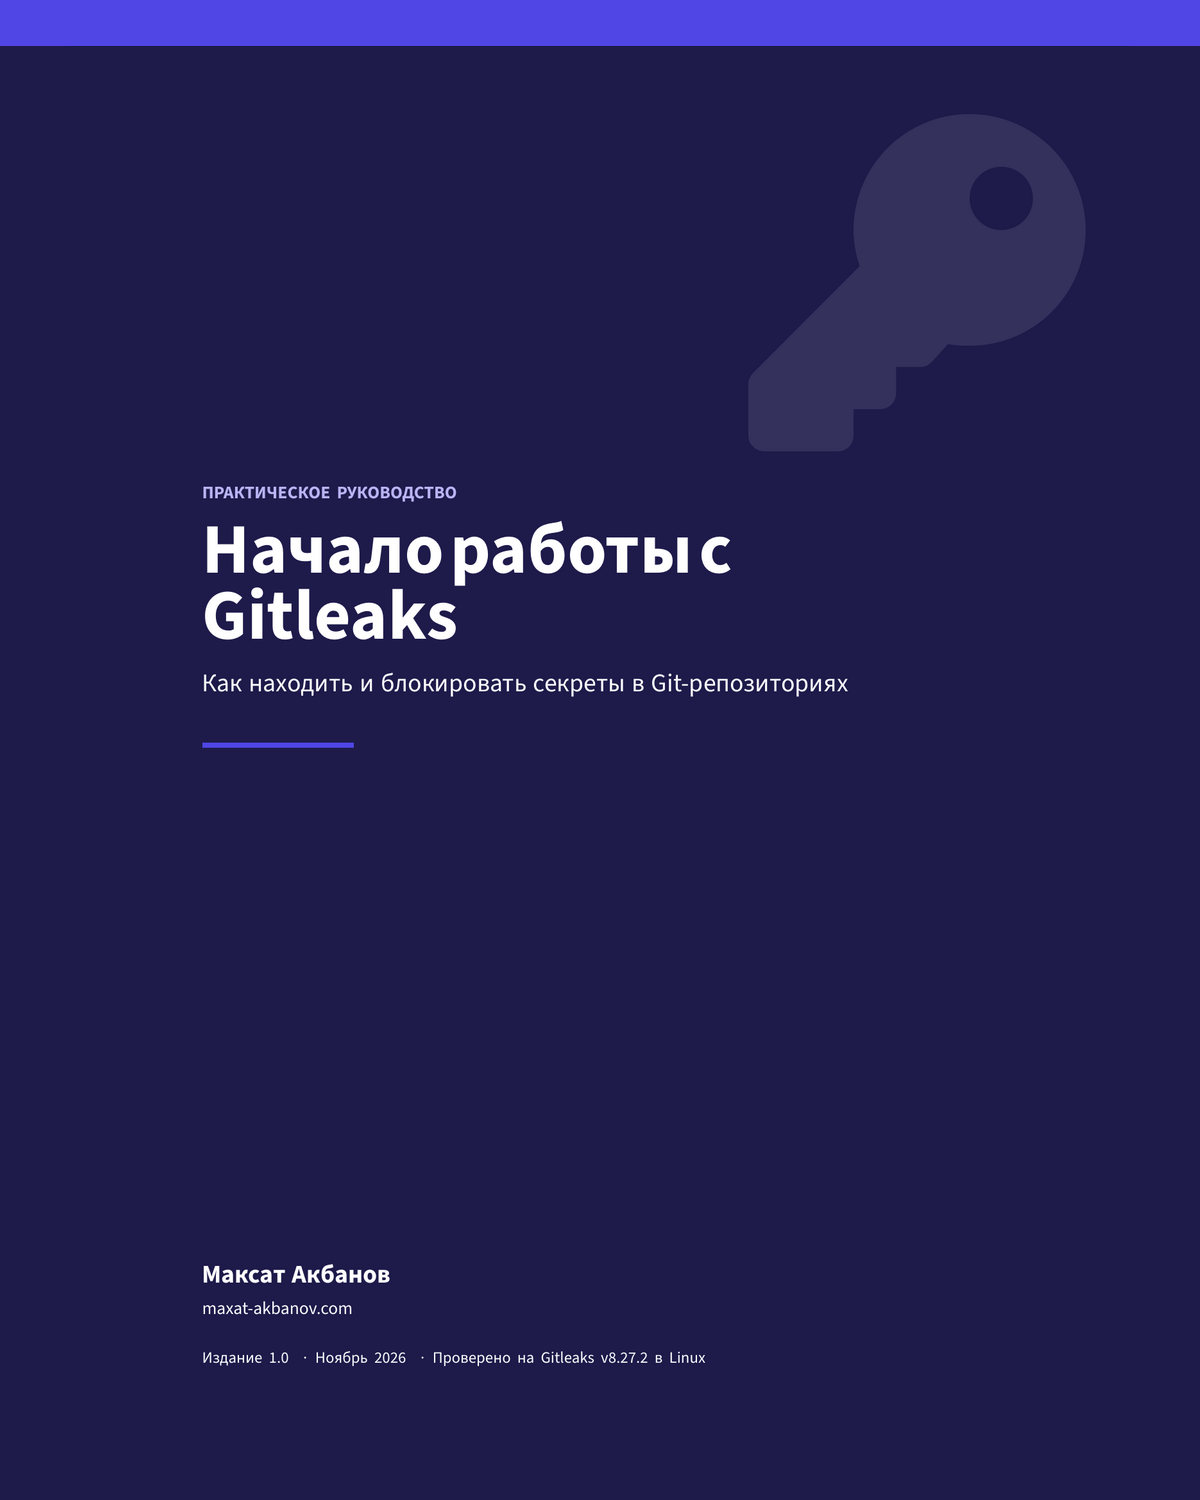 ПРАКТИЧЕСКОЕ РУКОВОДСТВО
Начало работы с
Gitleaks
Как находить и блокировать секреты в Git-репозиториях
Максат Акбанов
maxat-akbanov.com
Издание 1.0 · Ноябрь 2026 · Проверено на Gitleaks v8.27.2 в Linux